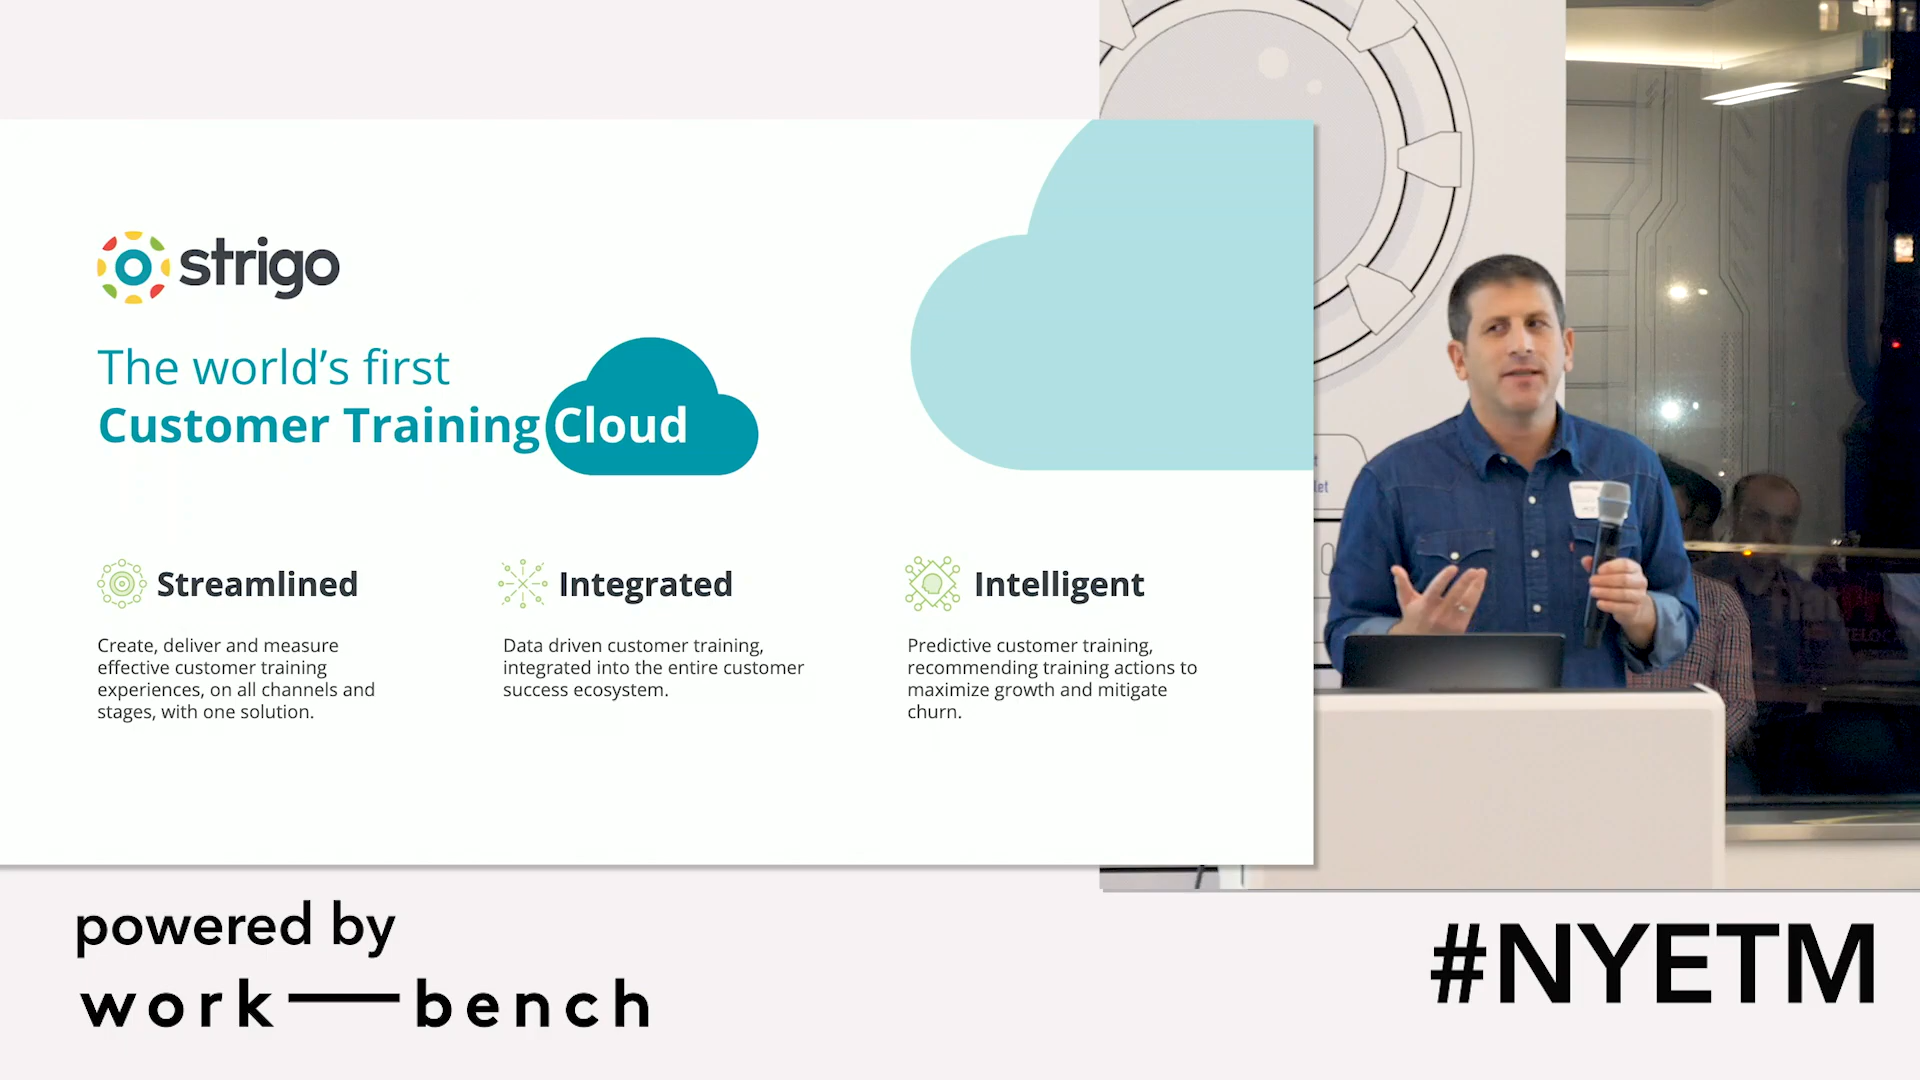 strigo
The world's first
Customer Training Cloud
Streamlined
Create, deliver and measure
effective customer training
experiences, on all channels and
stages, with one solution.
Integrated
Data driven customer training,
integrated into the entire customer
success ecosystem.
Intelligent
Predictive customer training,
recommending training actions to
maximize growth and mitigate
churn.
powered by
work—bench
#NYETM